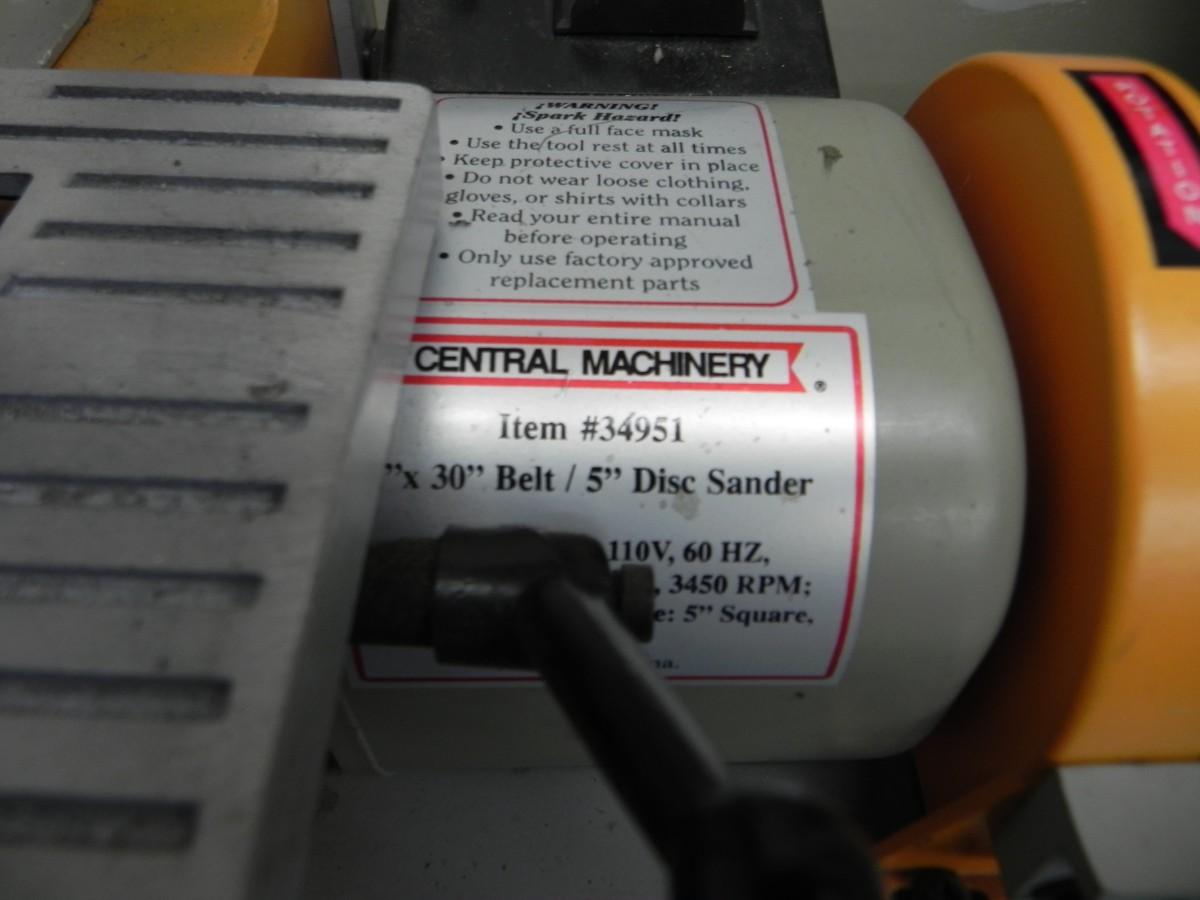 ¡WARNING!
¡Spark Hazard!
• Use a full face mask
• Use the tool rest at all times
• Keep protective cover in place
• Do not wear loose clothing,
gloves, or shirts with collars
• Read your entire manual
before operating
• Only use factory approved
replacement parts
CENTRAL MACHINERY
®
Item #34951
”x 30” Belt / 5” Disc Sander
110V, 60 HZ,
, 3450 RPM;
e: 5” Square,
na.
ROTATION